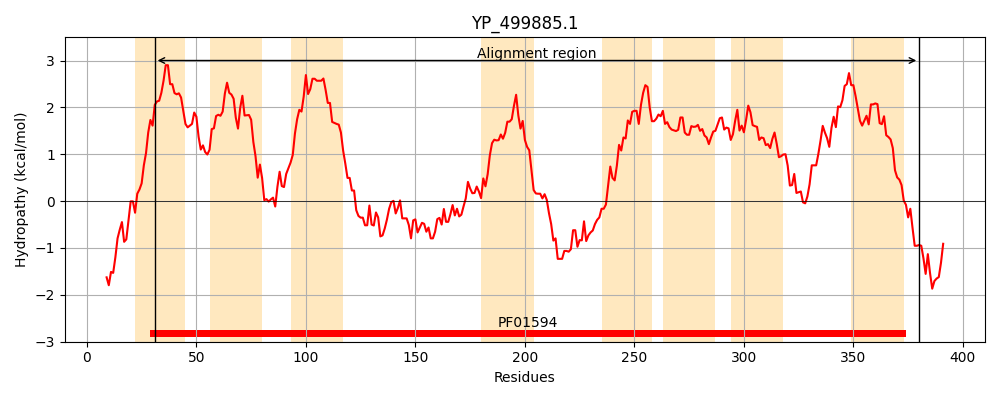 YP_499885.1
Alignment region
Hydropathy (kcal/mol)
3
2
1
0
−1
−2
−3
PF01594
0 50 100 150 200 250 300 350 400
Residues